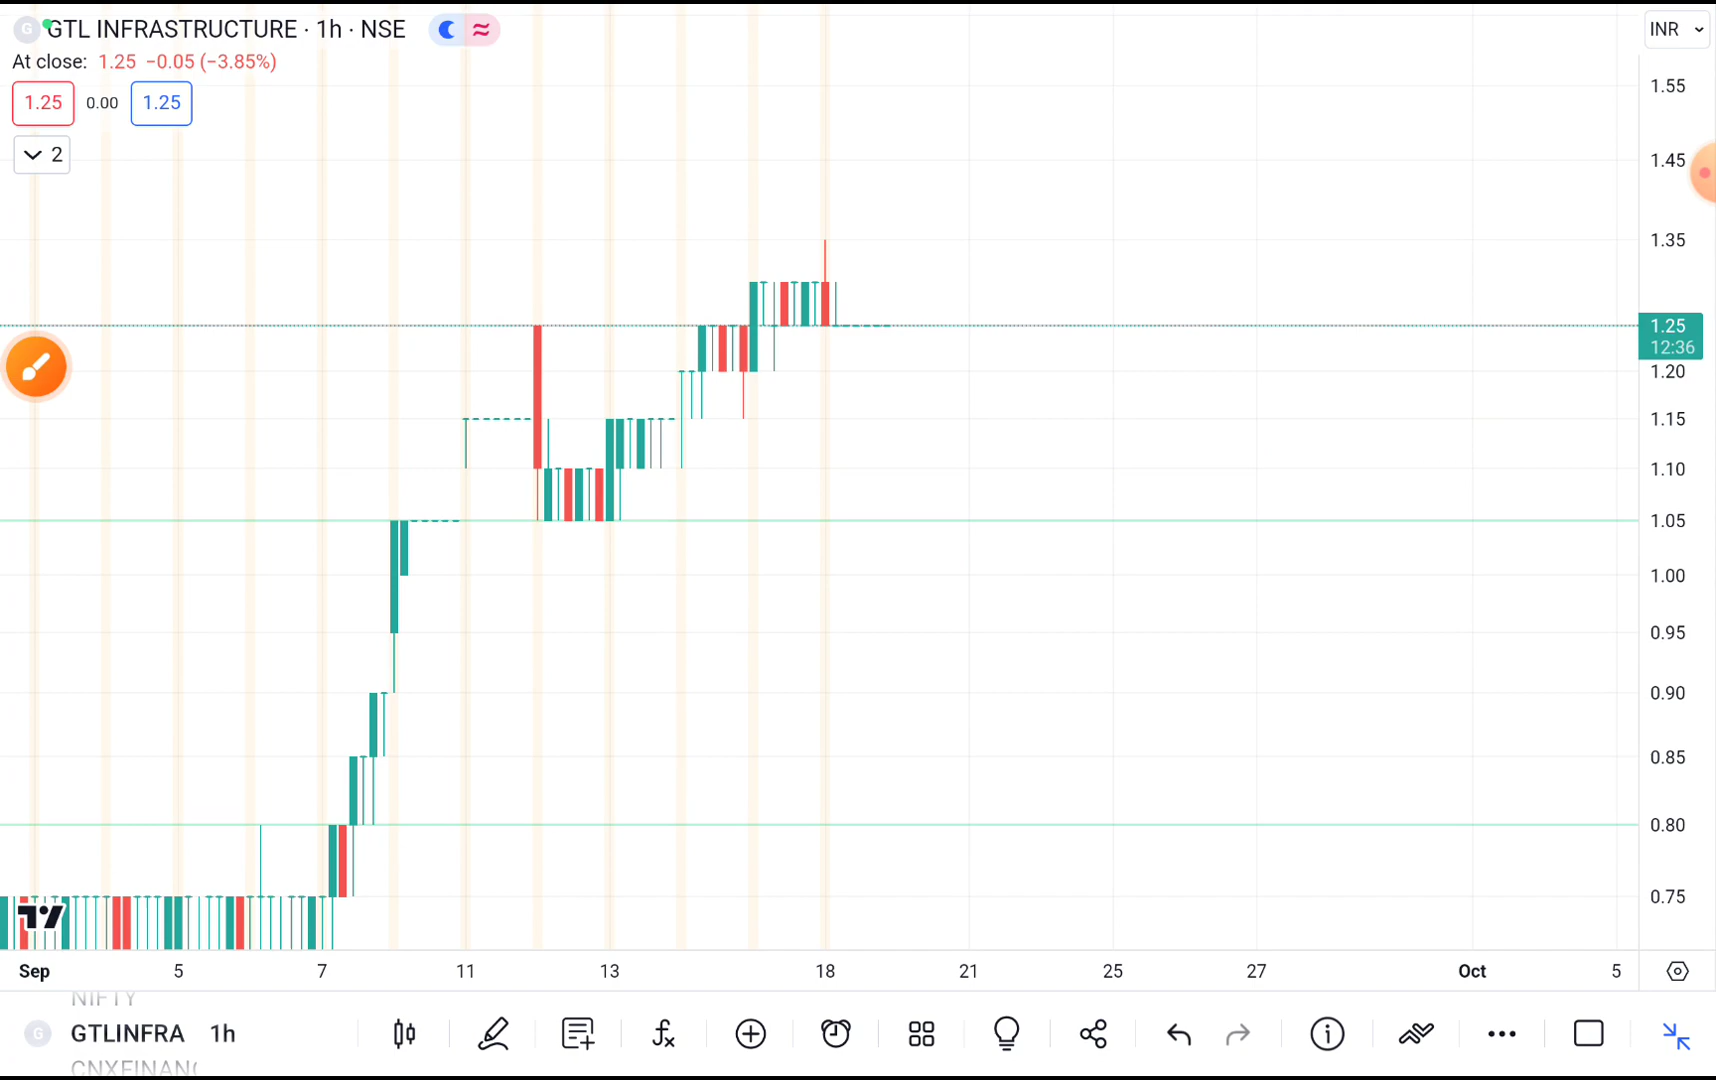 G GTL INFRASTRUCTURE · 1h · NSE
INR
At close: 1.25 −0.05 (−3.85%)
1.25 0.00 1.25
2
1.55
1.45
1.35
1.25
12:36
1.20
1.15
1.10
1.05
1.00
0.95
0.90
0.85
0.80
0.75
Sep 5 7 11 13 18 21 25 27 Oct 5
NIFTY
G GTLINFRA 1h